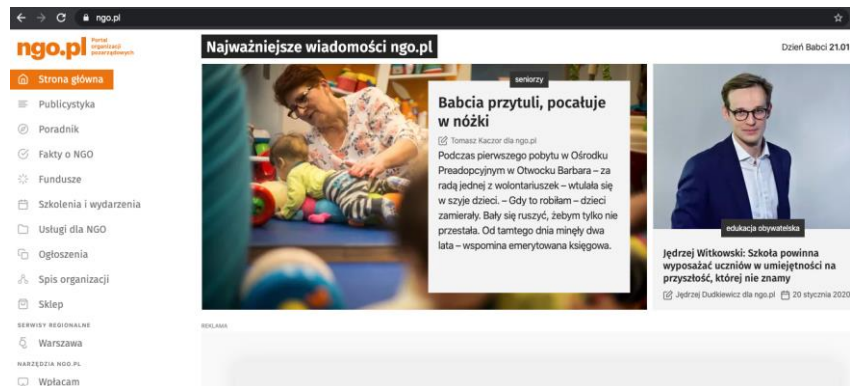 ngo.pl
ngo.pl Portal organizacji pozarządowych
Strona główna
Publicystyka
Poradnik
Fakty o NGO
Fundusze
Szkolenia i wydarzenia
Usługi dla NGO
Ogłoszenia
Spis organizacji
Sklep
SERWISY REGIONALNE
Warszawa
NARZĘDZIA NGO.PL
Wpłacam
Najważniejsze wiadomości ngo.pl
Dzień Babci 21.01
seniorzy
Babcia przytuli, pocałuje
w nóżki
Tomasz Kaczor dla ngo.pl
Podczas pierwszego pobytu w Ośrodku
Preadopcyjnym w Otwocku Barbara – za
radą jednej z wolontariuszek – wtulała się
w szyje dzieci. – Gdy to robiłam – dzieci
zamierały. Bały się ruszyć, żebym tylko nie
przestała. Od tamtego dnia minęły dwa
lata – wspomina emerytowana księgowa.
edukacja obywatelska
Jędrzej Witkowski: Szkoła powinna
wyposażać uczniów w umiejętności na
przyszłość, której nie znamy
Jędrzej Dudkiewicz dla ngo.pl 20 stycznia 2020
REKLAMA